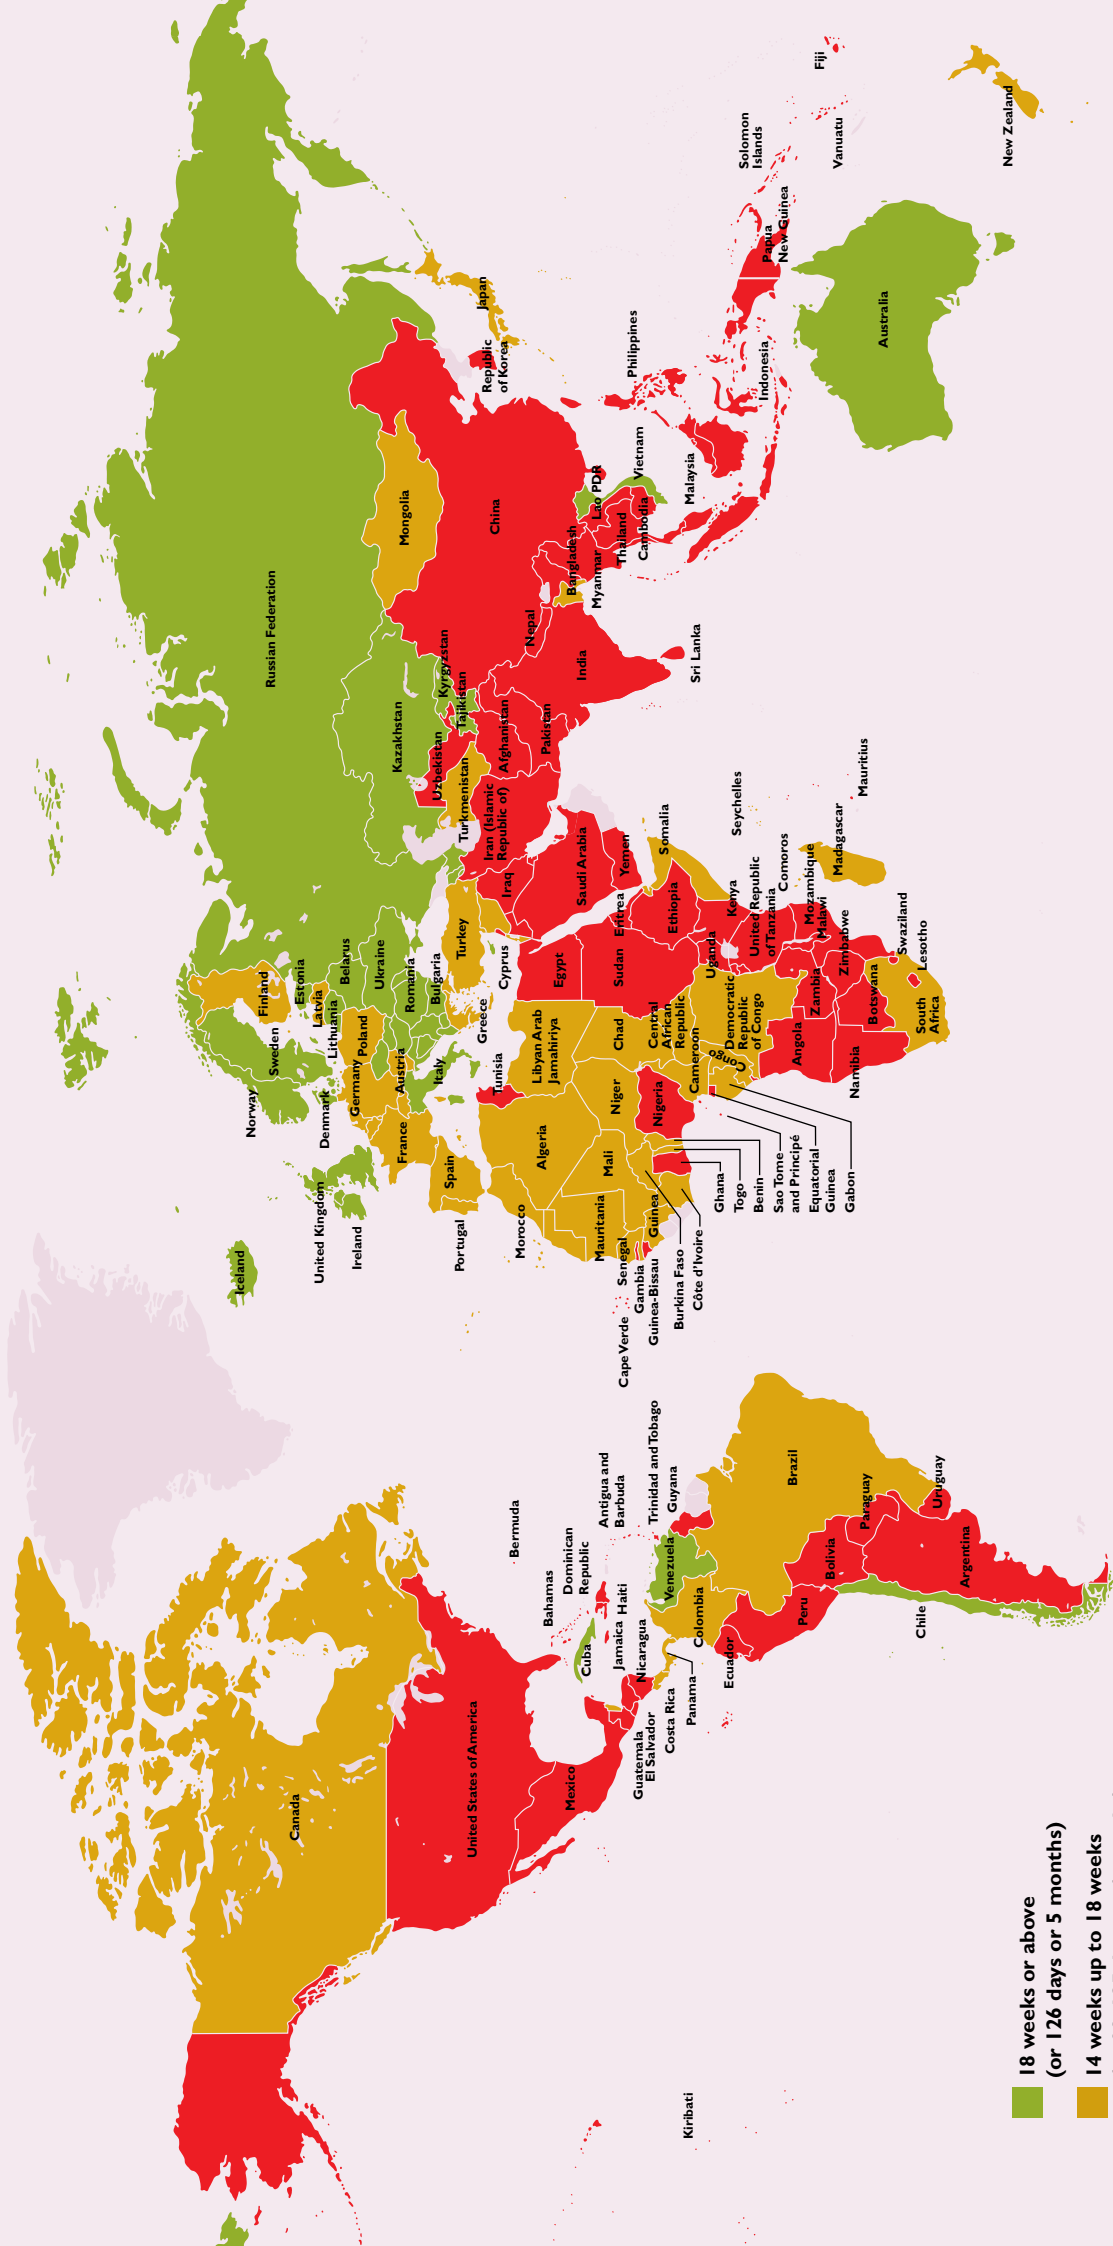 Canada
United States of America
Mexico
Bermuda
Bahamas
Cuba
Dominican
Republic
Haiti
Jamaica
Antigua and
Barbuda
Trinidad and Tobago
Guatemala
El Salvador
Nicaragua
Costa Rica
Panama
Venezuela
Guyana
Colombia
Ecuador
Peru
Brazil
Bolivia
Paraguay
Uruguay
Argentina
Chile
Kiribati
Iceland
Norway
Sweden
Finland
Denmark
Estonia
Latvia
Lithuania
United Kingdom
Ireland
Belarus
Poland
Germany
Ukraine
Austria
France
Romania
Bulgaria
Italy
Spain
Portugal
Greece
Turkey
Cyprus
Russian Federation
Kazakhstan
Uzbekistan
Kyrgyzstan
Tajikistan
Turkmenistan
Mongolia
China
Japan
Republic
of Korea
Iran (Islamic
Republic of)
Iraq
Afghanistan
Pakistan
Nepal
India
Bangladesh
Sri Lanka
Myanmar
Lao PDR
Thailand
Vietnam
Cambodia
Philippines
Malaysia
Indonesia
Papua
New Guinea
Solomon
Islands
Vanuatu
Fiji
Australia
New Zealand
Saudi Arabia
Yemen
Tunisia
Morocco
Algeria
Libyan Arab
Jamahiriya
Egypt
Mauritania
Mali
Niger
Chad
Sudan
Eritrea
Ethiopia
Somalia
Cape Verde
Senegal
Gambia
Guinea-Bissau
Guinea
Burkina Faso
Côte d'Ivoire
Ghana
Togo
Benin
Nigeria
Cameroon
Central
African
Republic
Sao Tome
and Principé
Equatorial
Guinea
Gabon
Congo
Democratic
Republic
of Congo
Uganda
Kenya
United Republic
of Tanzania
Seychelles
Comoros
Mozambique
Malawi
Madagascar
Mauritius
Angola
Zambia
Zimbabwe
Namibia
Botswana
South
Africa
Swaziland
Lesotho
18 weeks or above
(or 126 days or 5 months)
14 weeks up to 18 weeks